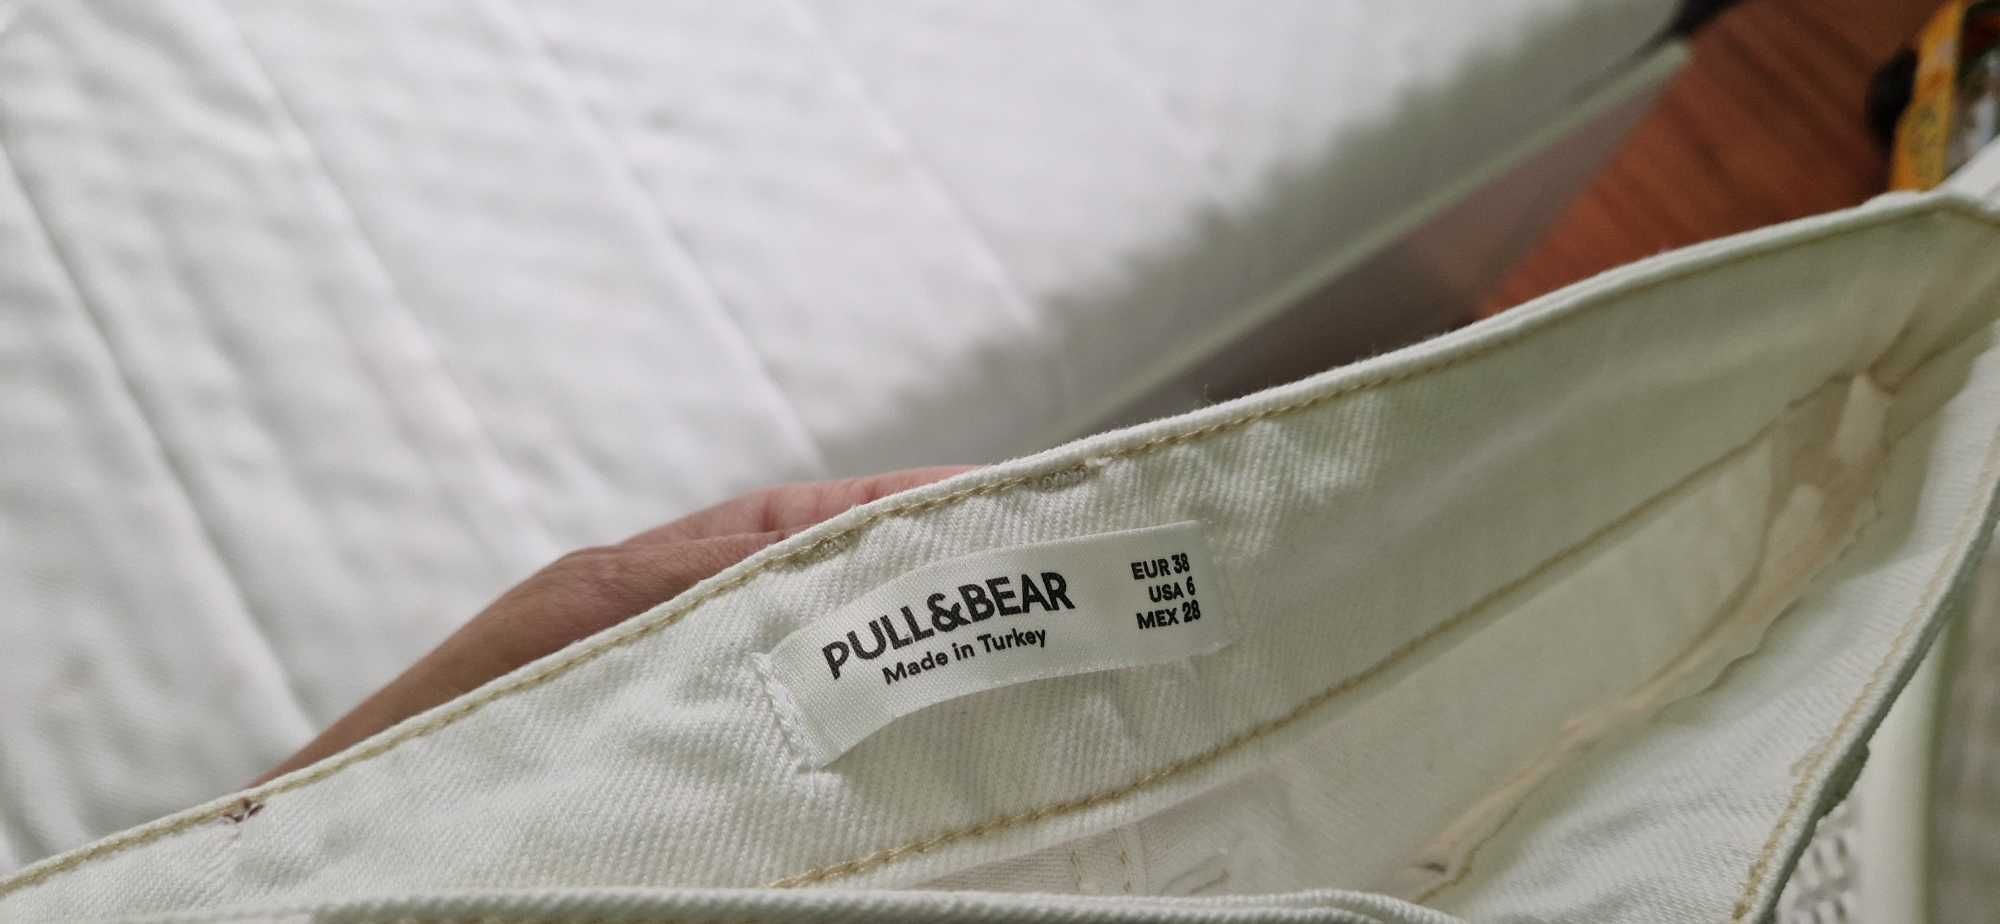 PULL&BEAR
Made in Turkey
EUR 38
USA 6
MEX 28